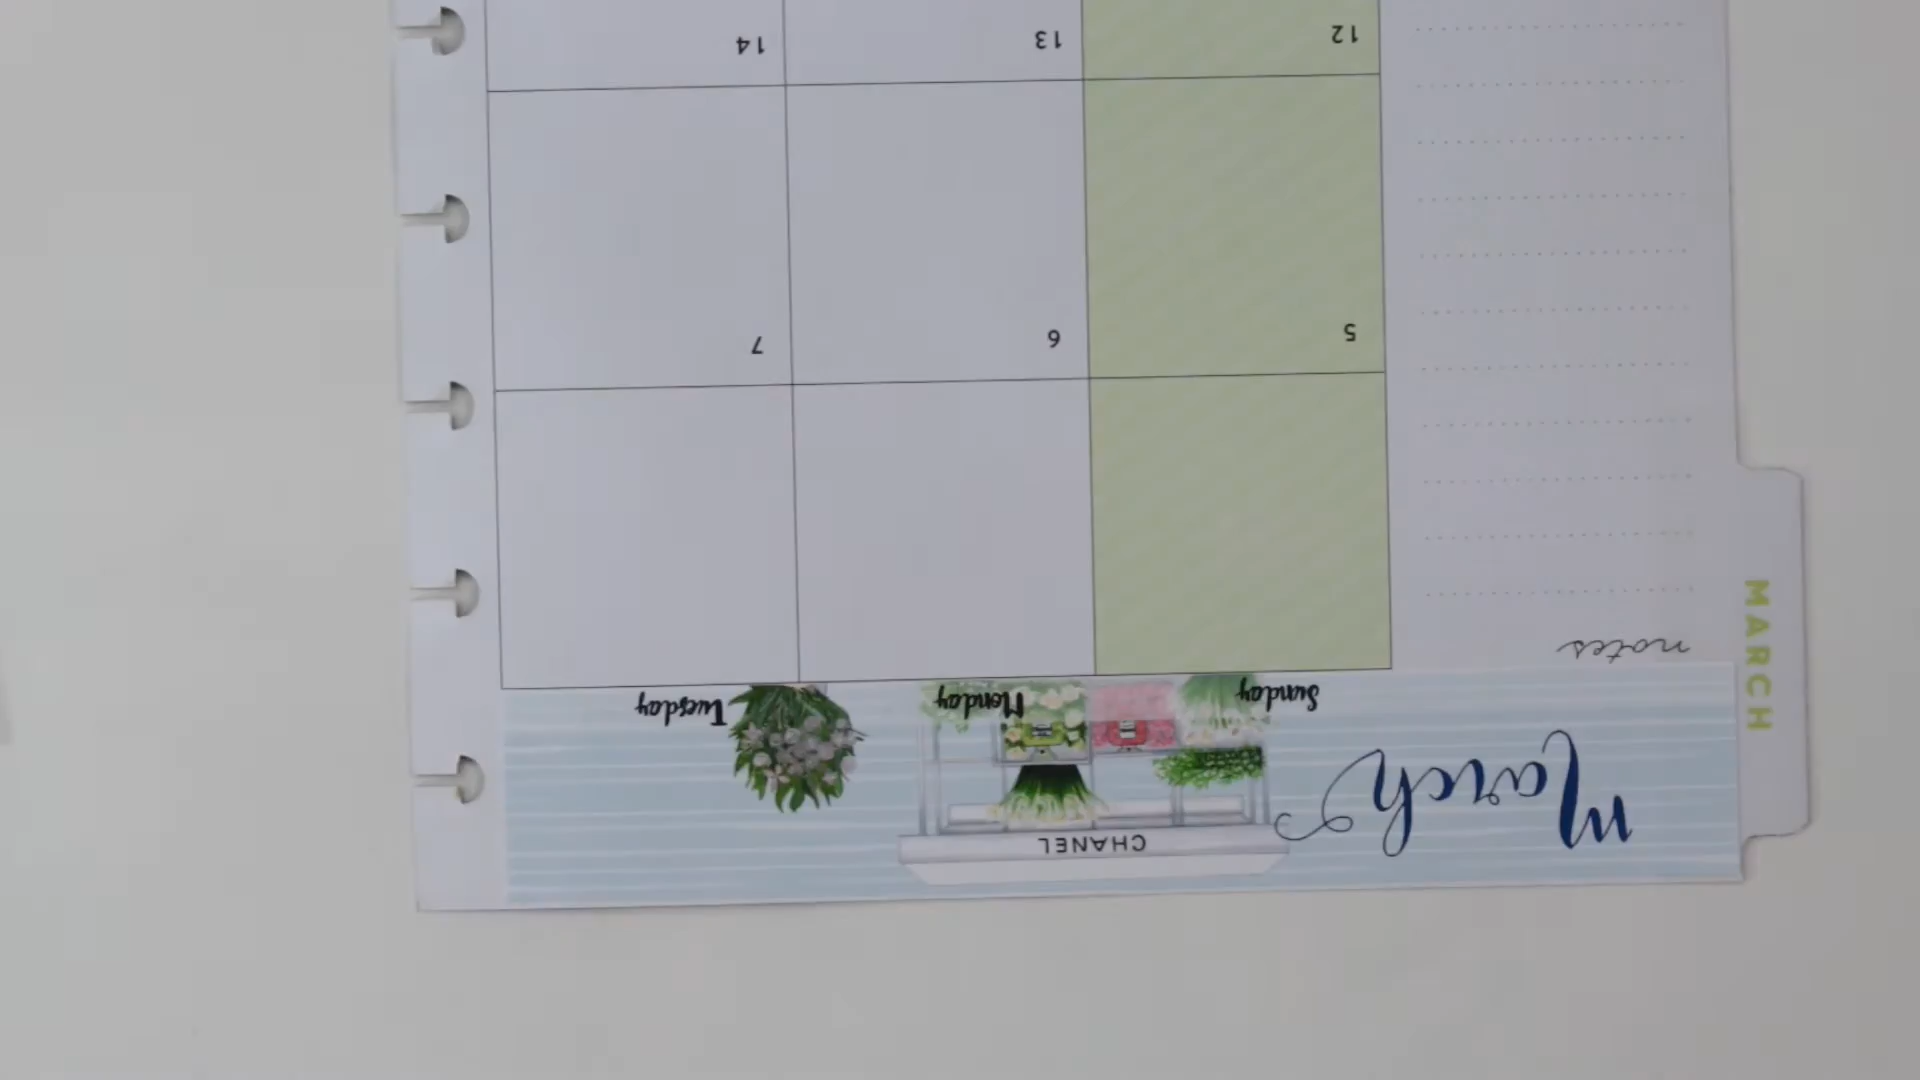 March
MARCH
CHANEL
Sunday Monday Tuesday
notes
5 6 7
12 13 14